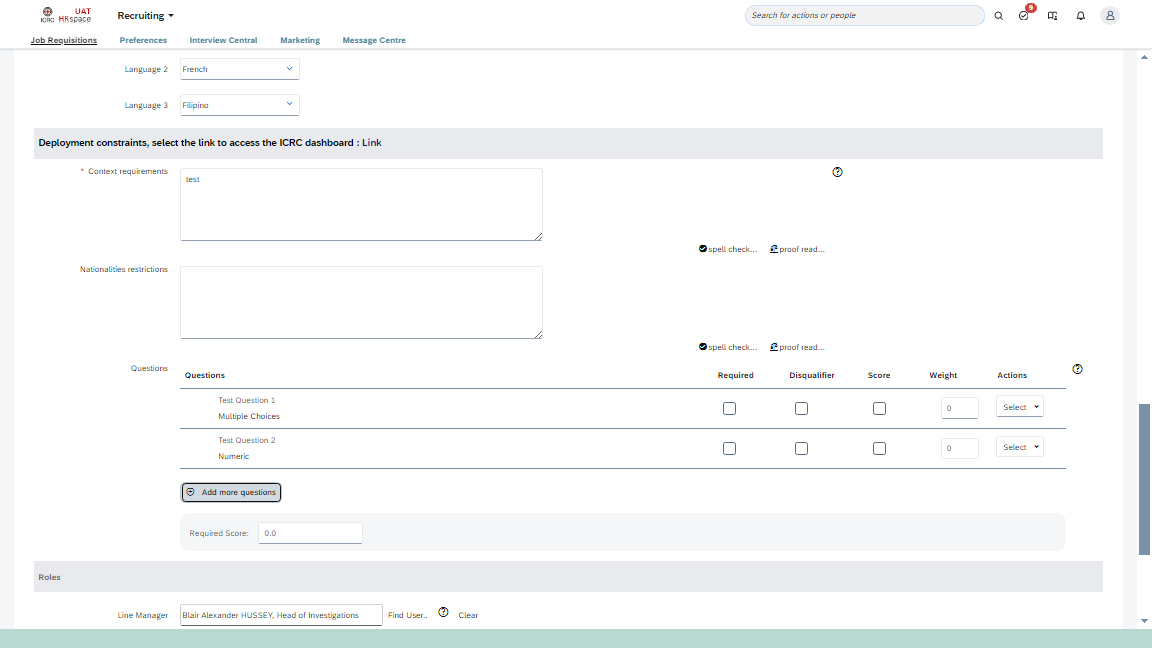 ICRC UAT HRspace
Recruiting
Search for actions or people
9
Job Requisitions Preferences Interview Central Marketing Message Centre
Language 2 French
Language 3 Filipino
Deployment constraints, select the link to access the ICRC dashboard : Link
* Context requirements test
spell check... proof read...
Nationalities restrictions
spell check... proof read...
Questions
Questions Required Disqualifier Score Weight Actions
Test Question 1
Multiple Choices 0 Select
Test Question 2
Numeric 0 Select
Add more questions
Required Score: 0.0
Roles
Line Manager Blair Alexander HUSSEY, Head of Investigations Find User... Clear